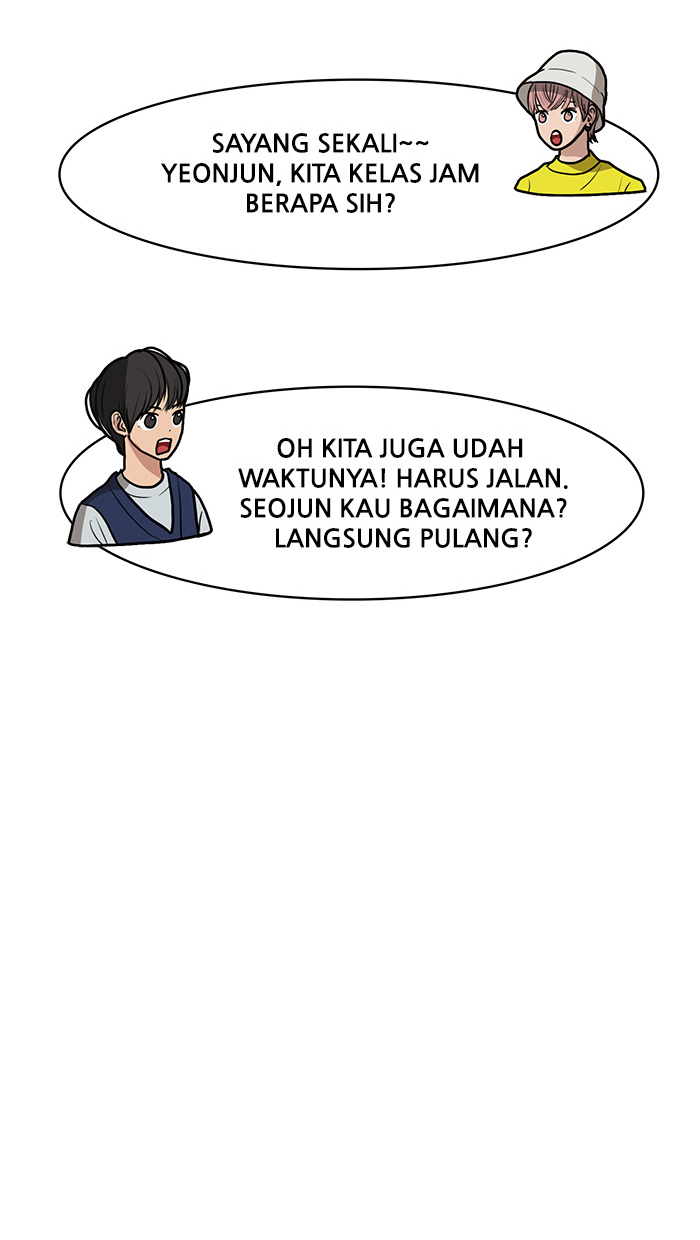 SAYANG SEKALI~~
YEONJUN, KITA KELAS JAM
BERAPA SIH?
OH KITA JUGA UDAH
WAKTUNYA! HARUS JALAN.
SEOJUN KAU BAGAIMANA?
LANGSUNG PULANG?